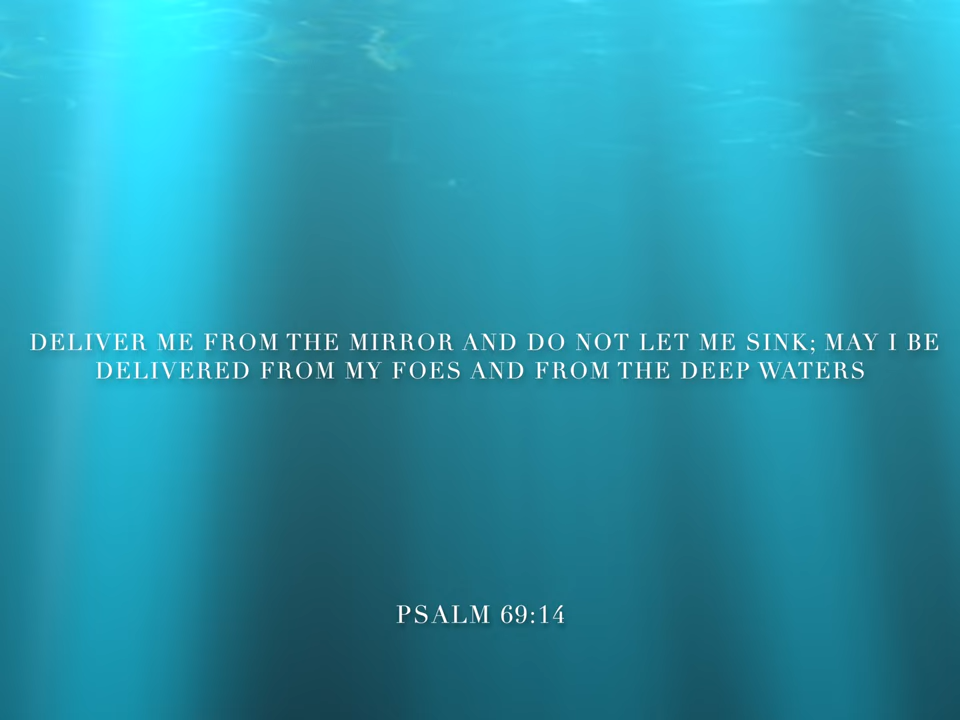 DELIVER ME FROM THE MIRROR AND DO NOT LET ME SINK; MAY I BE
DELIVERED FROM MY FOES AND FROM THE DEEP WATERS
PSALM 69:14